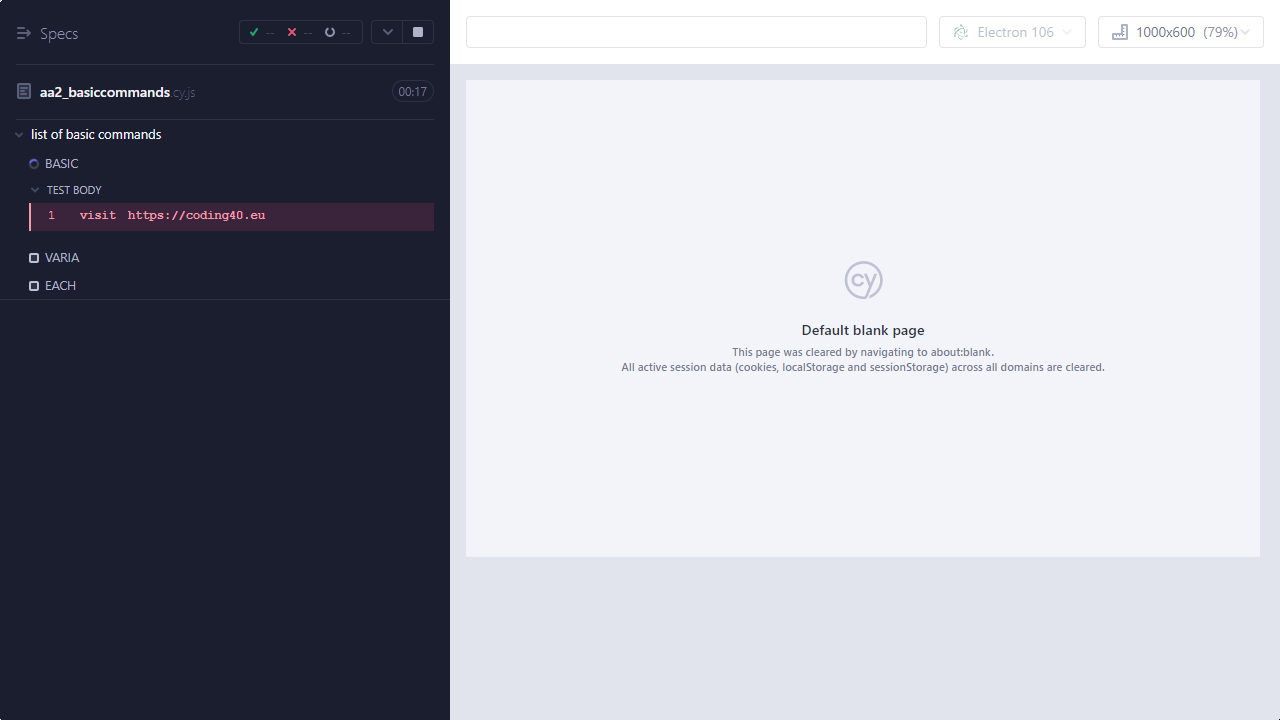 Specs
-- -- --
Electron 106
1000x600 (79%)
aa2_basiccommands.cy.js
00:17
list of basic commands
BASIC
TEST BODY
1 visit https://coding40.eu
VARIA
EACH
cy
Default blank page
This page was cleared by navigating to about:blank.
All active session data (cookies, localStorage and sessionStorage) across all domains are cleared.